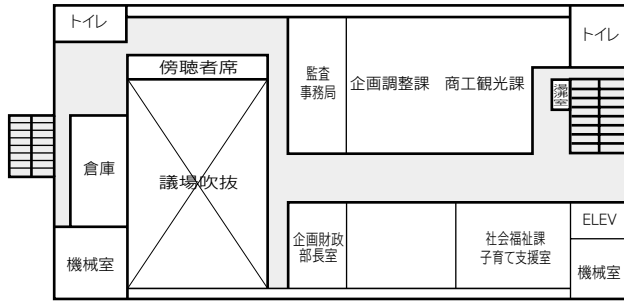 トイレ
傍聴者席
監査
事務局
企画調整課 商工観光課
トイレ
湯沸室
倉庫
議場吹抜
機械室
企画財政
部長室
社会福祉課
子育て支援室
ELEV
機械室